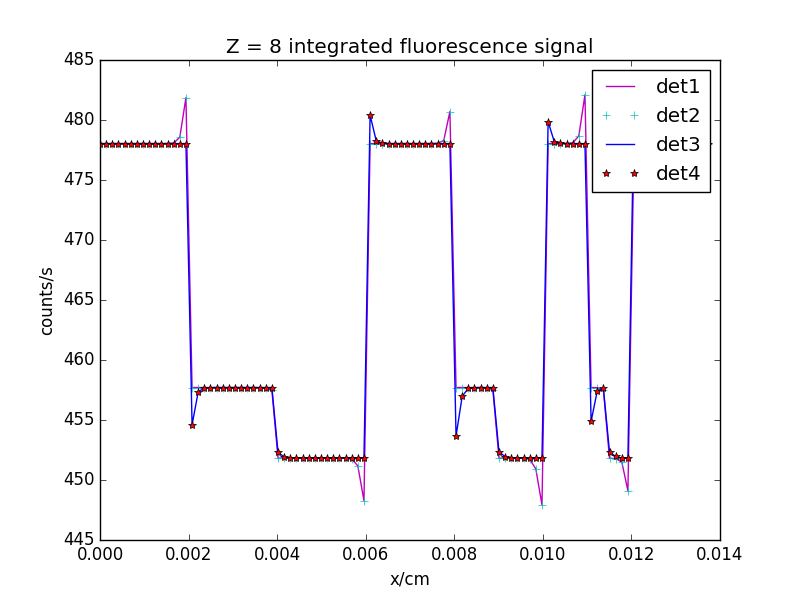 Z = 8 integrated fluorescence signal
485
480
475
470
465
460
455
450
445
counts/s
det1
det2
det3
det4
0.000 0.002 0.004 0.006 0.008 0.010 0.012 0.014
x/cm